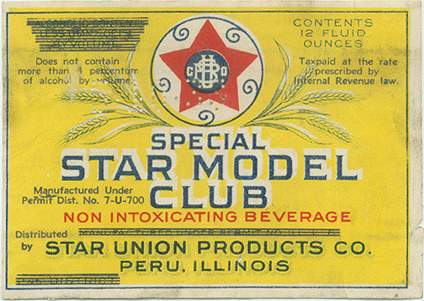 CONTENTS
12 FLUID
OUNCES
Does not contain
more than 4 percentum
of alcohol by volume.
Taxpaid at the rate
prescribed by
Internal Revenue law.
SPECIAL
STAR MODEL
CLUB
Manufactured Under
Permit Dist. No. 7-U-700
NON INTOXICATING BEVERAGE
Distributed
by STAR UNION PRODUCTS CO.
PERU, ILLINOIS